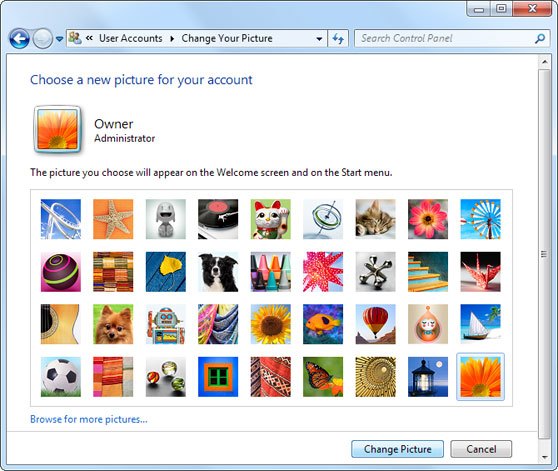 « User Accounts Change Your Picture Search Control Panel
Choose a new picture for your account
Owner
Administrator
The picture you choose will appear on the Welcome screen and on the Start menu.
Browse for more pictures...
Change Picture Cancel